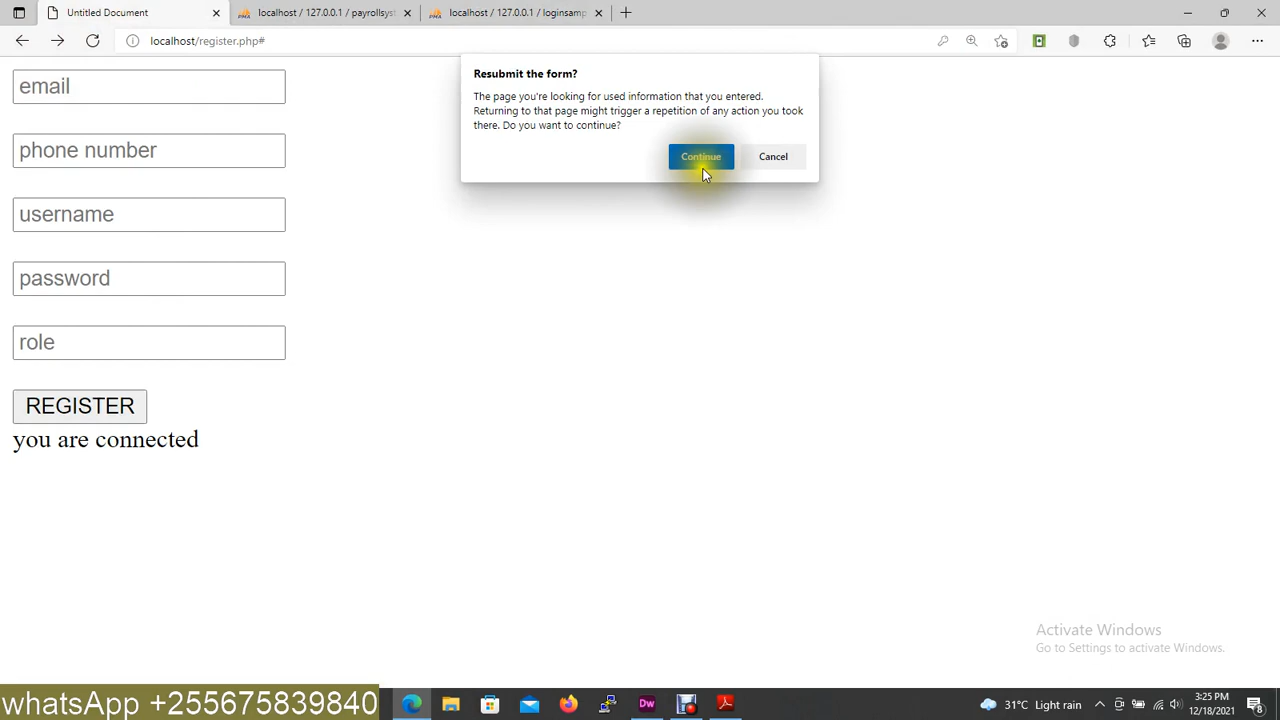 Untitled Document
localhost / 127.0.0.1 / payrollsyst
localhost / 127.0.0.1 / loginsamp
localhost/register.php#
Resubmit the form?
The page you're looking for used information that you entered.
Returning to that page might trigger a repetition of any action you took
there. Do you want to continue?
Continue
Cancel
email
phone number
username
password
role
REGISTER
you are connected
Activate Windows
Go to Settings to activate Windows.
whatsApp +255675839840
Dw
31°C Light rain
3:25 PM
12/18/2021
8